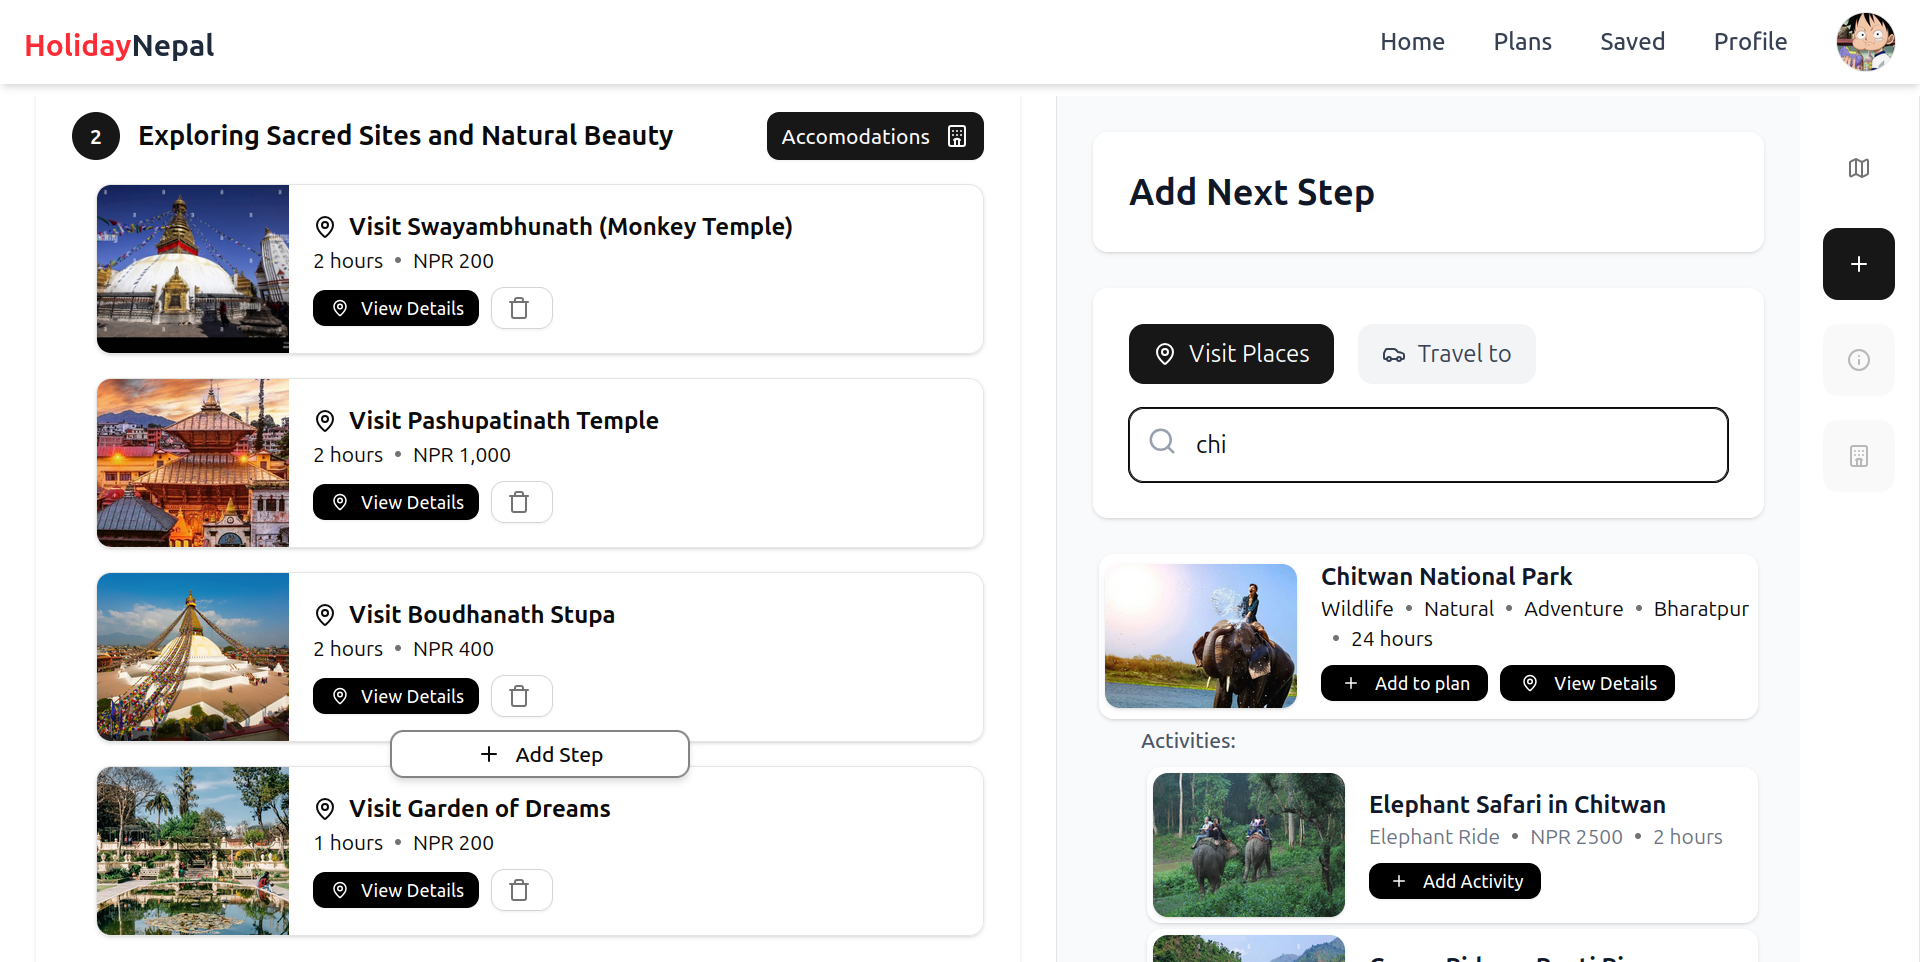 HolidayNepal
Home
Plans
Saved
Profile
2
Exploring Sacred Sites and Natural Beauty
Accomodations
Visit Swayambhunath (Monkey Temple)
2 hours • NPR 200
View Details
Visit Pashupatinath Temple
2 hours • NPR 1,000
View Details
Visit Boudhanath Stupa
2 hours • NPR 400
View Details
+ Add Step
Visit Garden of Dreams
1 hours • NPR 200
View Details
Add Next Step
Visit Places
Travel to
chi
Chitwan National Park
Wildlife • Natural • Adventure • Bharatpur
• 24 hours
+ Add to plan
View Details
Activities:
Elephant Safari in Chitwan
Elephant Ride • NPR 2500 • 2 hours
+ Add Activity